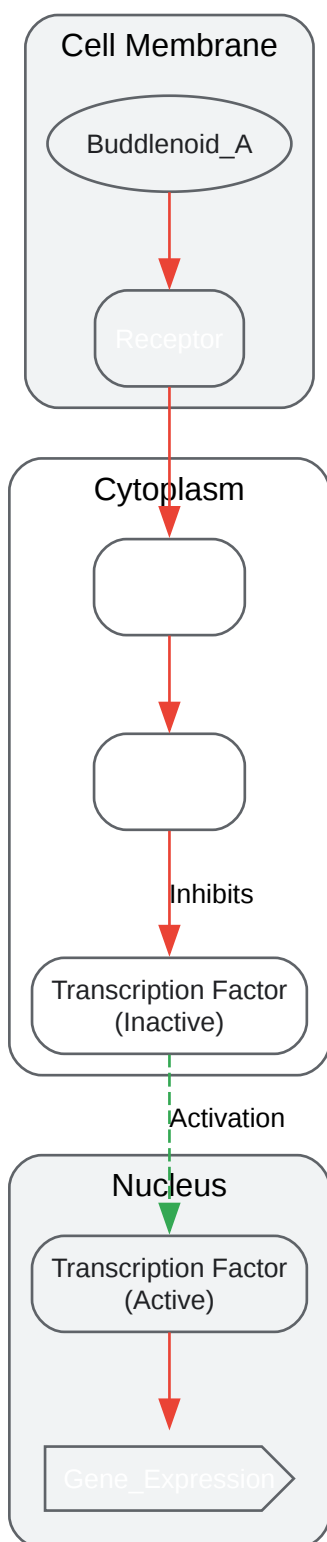 Cell Membrane
Buddlenoid_A
Receptor
Cytoplasm
Inhibits
Transcription Factor
(Inactive)
Activation
Nucleus
Transcription Factor
(Active)
Gene_Expression